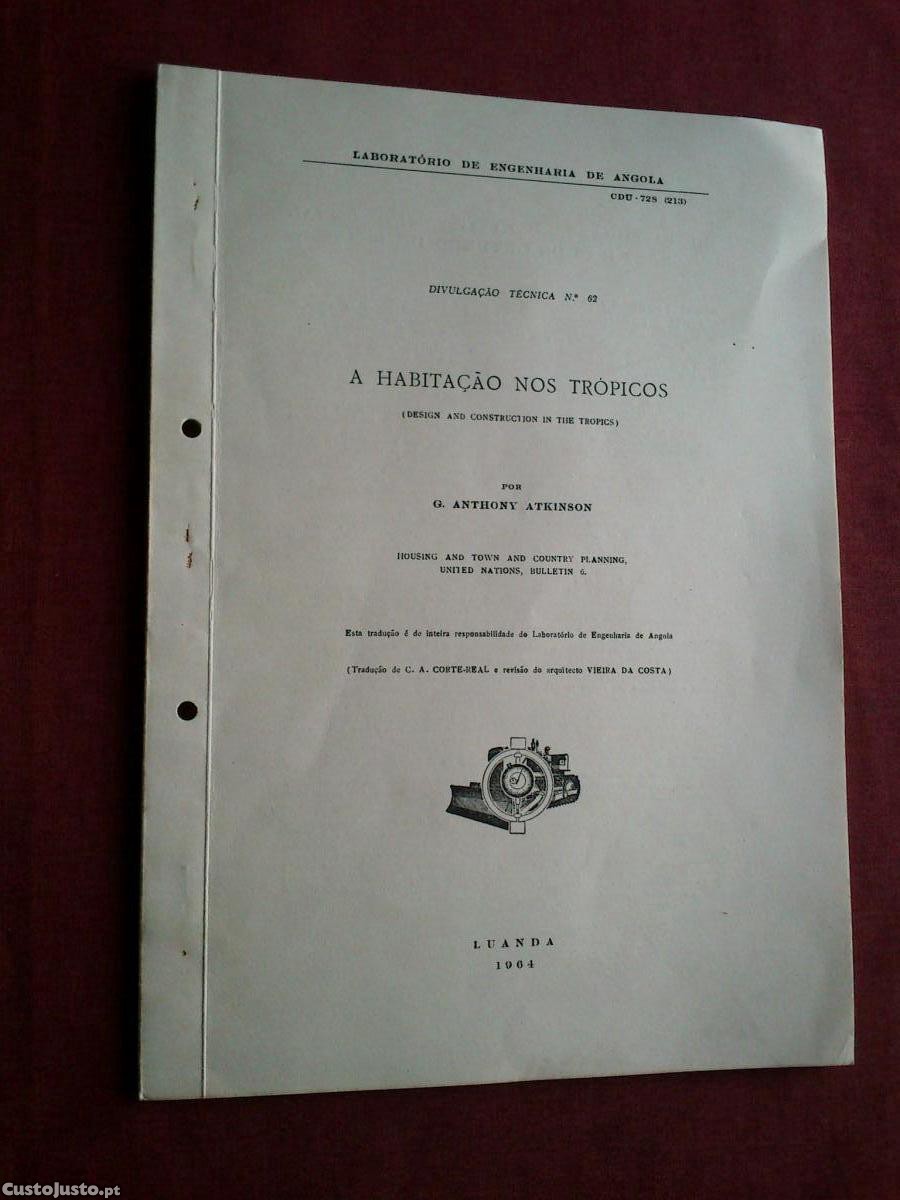 LABORATÓRIO DE ENGENHARIA DE ANGOLA
CDU - 728 (213)
DIVULGAÇÃO TÉCNICA N.º 62
A HABITAÇÃO NOS TRÓPICOS
(DESIGN AND CONSTRUCTION IN THE TROPICS)
POR
G. ANTHONY ATKINSON
HOUSING AND TOWN AND COUNTRY PLANNING,
UNITED NATIONS, BULLETIN 6.
Esta tradução é de inteira responsabilidade do Laboratório de Engenharia de Angola
(Tradução de C. A. CORTE-REAL e revisão do arquitecto VIEIRA DA COSTA)
LUANDA
1964
CustoJusto.pt